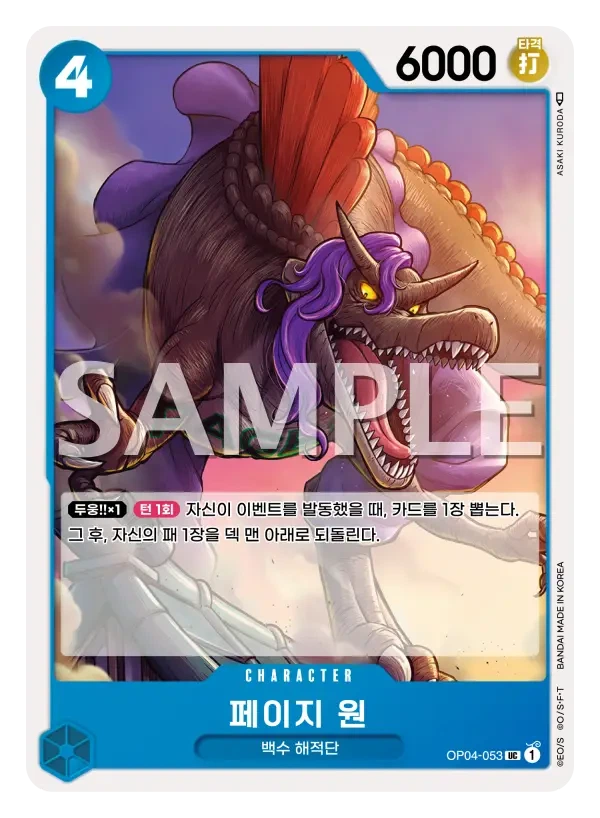 4
6000
타격
打
ASAKI KURODA
SAMPLE
두웅!!×1 턴 1회 자신이 이벤트를 발동했을 때, 카드를 1장 뽑는다.
그 후, 자신의 패 1장을 덱 맨 아래로 되돌린다.
CHARACTER
페이지 원
백수 해적단
OP04-053 UC 1
©EO/S ©O/S·F·T BANDAI MADE IN KOREA